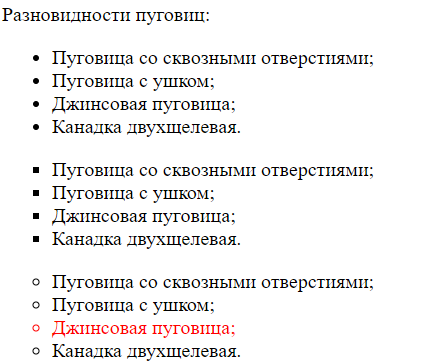 Разновидности пуговиц:
Пуговица со сквозными отверстиями;
Пуговица с ушком;
Джинсовая пуговица;
Канадка двухщелевая.
Пуговица со сквозными отверстиями;
Пуговица с ушком;
Джинсовая пуговица;
Канадка двухщелевая.
Пуговица со сквозными отверстиями;
Пуговица с ушком;
Джинсовая пуговица;
Канадка двухщелевая.